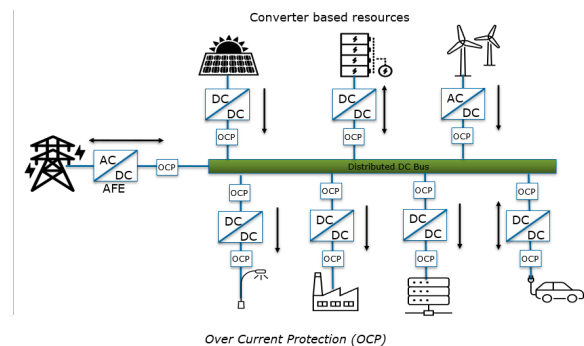 Converter based resources
DC
DC
DC
DC
AC
DC
OCP
OCP
OCP
AC
DC
AFE
OCP
Distributed DC Bus
OCP
OCP
OCP
OCP
DC
DC
DC
DC
DC
DC
DC
DC
OCP
OCP
OCP
OCP
Over Current Protection (OCP)